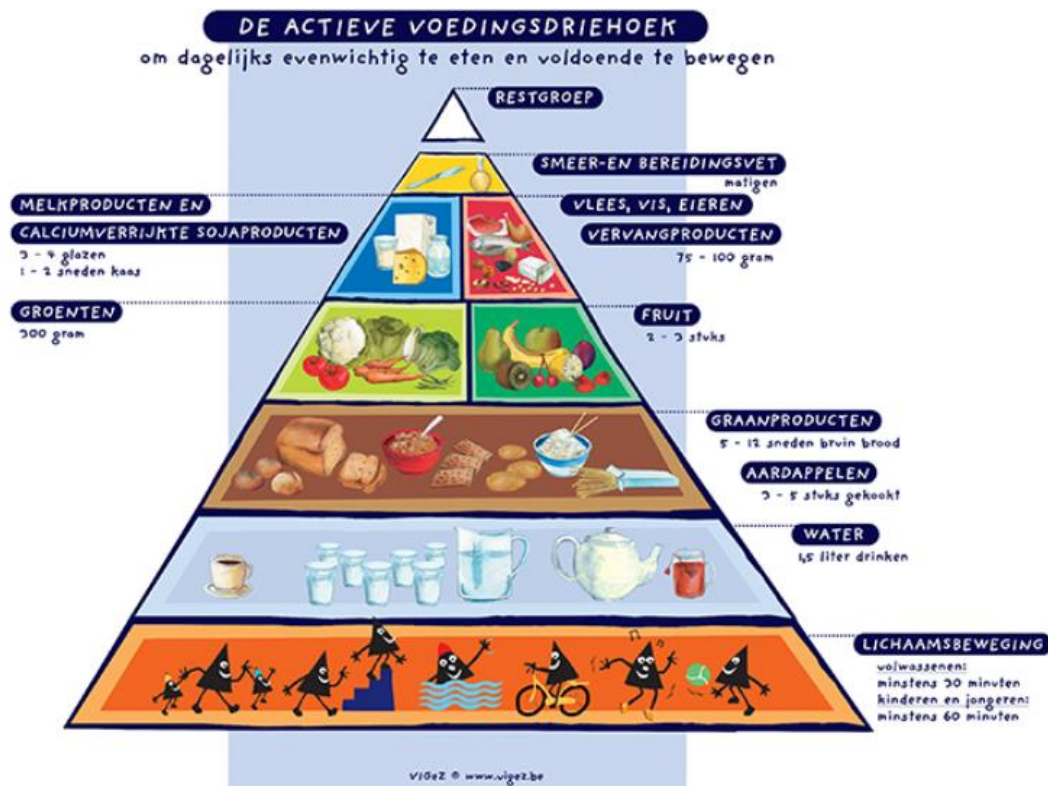 DE ACTIEVE VOEDINGSDRIEHOEK
om dagelijks evenwichtig te eten en voldoende te bewegen
RESTGROEP
SMEER-EN BEREIDINGSVET
matigen
MELKPRODUCTEN EN
CALCIUMVERRIJKTE SOJAPRODUCTEN
3 - 4 glazen
1 - 2 sneden kaas
VLEES, VIS, EIEREN
VERVANGPRODUCTEN
75 - 100 gram
GROENTEN
300 gram
FRUIT
2 - 3 stuks
GRAANPRODUCTEN
5 - 12 sneden bruin brood
AARDAPPELEN
3 - 5 stuks gekookt
WATER
1,5 liter drinken
LICHAAMSBEWEGING
volwassenen:
minstens 30 minuten
kinderen en jongeren:
minstens 60 minuten
VIGeZ © www.vigez.be